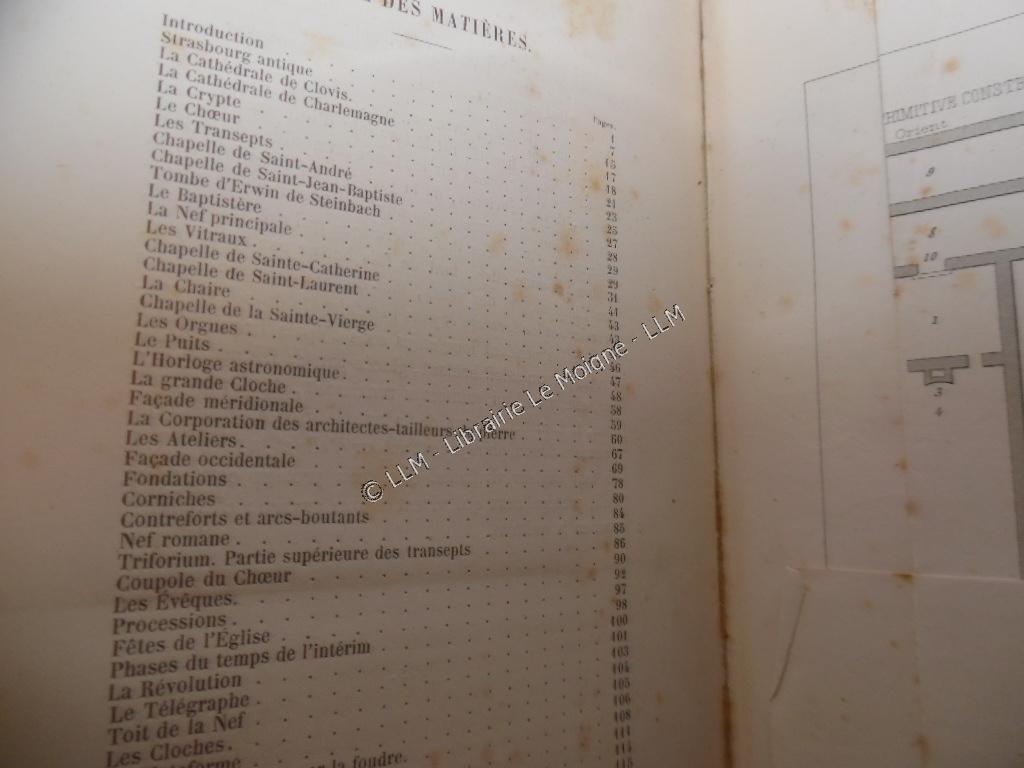 DES MATIÈRES.
Pages.
Introduction 1
Strasbourg antique 7
La Cathédrale de Clovis. 15
La Cathédrale de Charlemagne 17
La Crypte 18
Le Chœur 21
Les Transepts 23
Chapelle de Saint-André 25
Chapelle de Saint-Jean-Baptiste 27
Tombe d'Erwin de Steinbach 28
Le Baptistère 29
La Nef principale 29
Les Vitraux 31
Chapelle de Sainte-Catherine 41
Chapelle de Saint-Laurent 43
La Chaire
Chapelle de la Sainte-Vierge
Les Orgues 46
Le Puits 47
L'Horloge astronomique. 48
La grande Cloche 58
Façade méridionale 59
La Corporation des architectes-tailleurs 60
Les Ateliers. 67
Façade occidentale 69
Fondations 78
Corniches 80
Contreforts et arcs-boutants 84
Nef romane 85
Triforium. Partie supérieure des transepts 86
Coupole du Chœur 90
Les Évêques. 92
Processions 97
Fêtes de l'Église 98
Phases du temps de l'intérim 100
La Révolution 101
Le Télégraphe 103
Toit de la Nef 104
Les Cloches. 105
la foudre.
106
108
111
114
115
© LLM - Librairie Le Moigne - LLM
RIMITIVE CONSTR
Orient
9
8
10
1
3
4